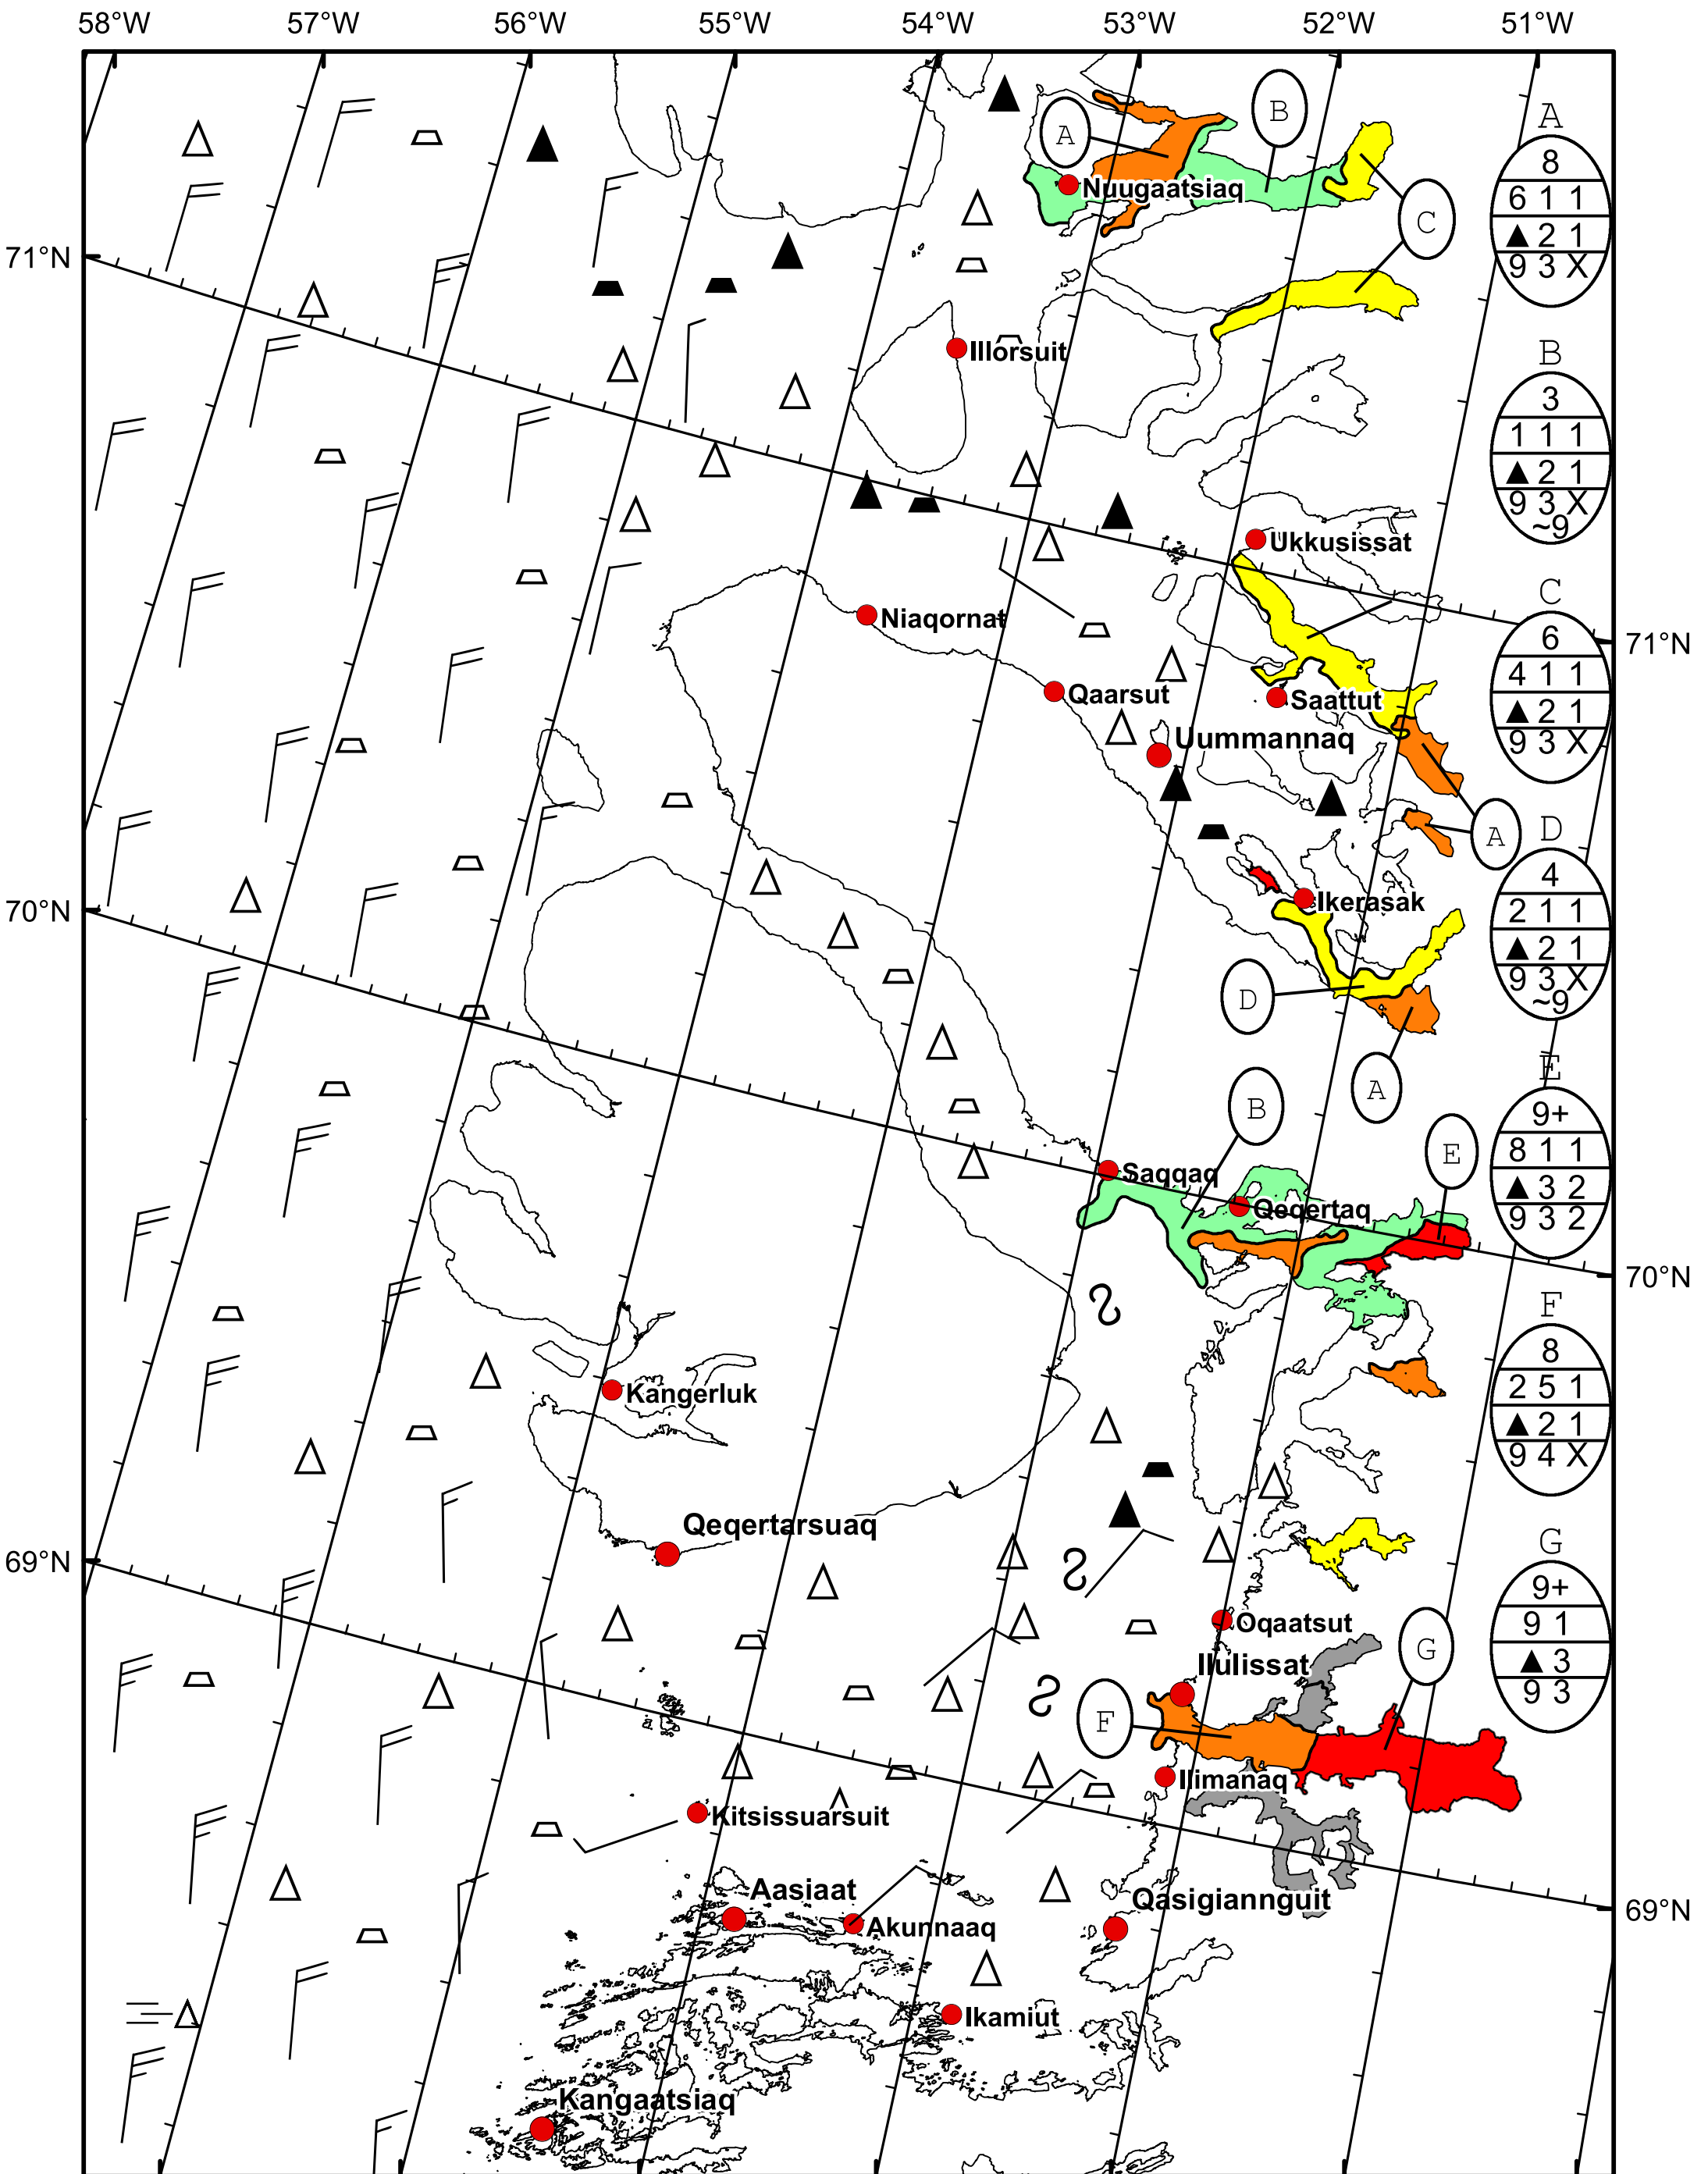 58°W 57°W 56°W 55°W 54°W 53°W 52°W 51°W
A
8
6 1 1
▲ 2 1
9 3 X
A
B
C
Nuugaatsiaq
71°N
Illorsuit
B
3
1 1 1
▲ 2 1
9 3 X
~9
Ukkusissat
C
6
4 1 1
▲ 2 1
9 3 X
Niaqornat
71°N
Qaarsut
Saattut
Uummannaq
A
D
4
2 1 1
▲ 2 1
9 3 X
~9
Ikerasak
70°N
D
A
E
9+
8 1 1
▲ 3 2
9 3 2
B
E
Saqqaq
Qeqertaq
70°N
F
8
2 5 1
▲ 2 1
9 4 X
Kangerluk
Qeqertarsuaq
69°N
G
9+
9 1
▲ 3
9 3
Oqaatsut
G
Ilulissat
F
Ilimanaq
Kitsissuarsuit
Aasiaat
Qasigiannguit
Akunnaaq
69°N
Ikamiut
Kangaatsiaq